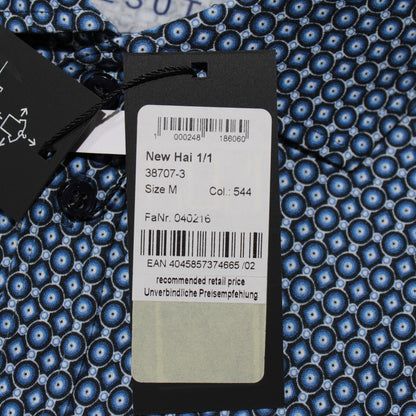 1 000248 186060
New Hai 1/1
38707-3
Size M Col.: 544
FaNr. 040216
EAN 4045857374665 /02
recommended retail price
Unverbindliche Preisempfehlung